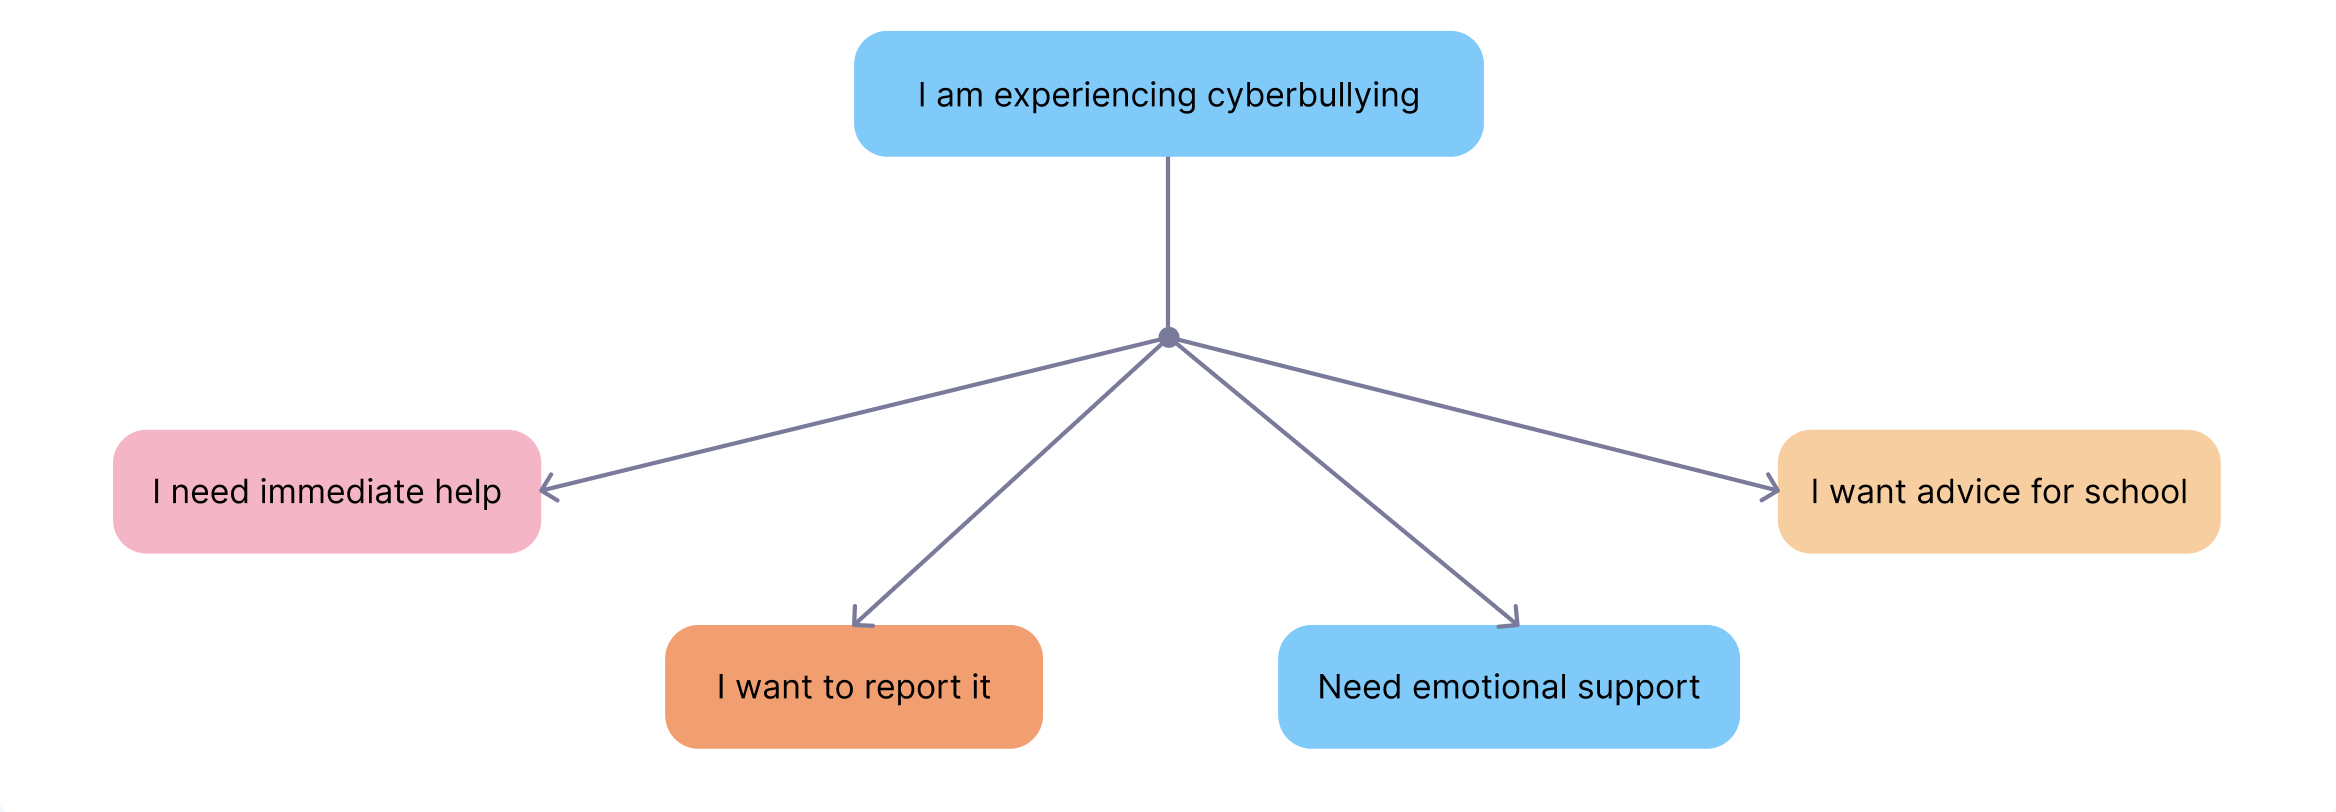 I am experiencing cyberbullying
I need immediate help
I want advice for school
I want to report it
Need emotional support